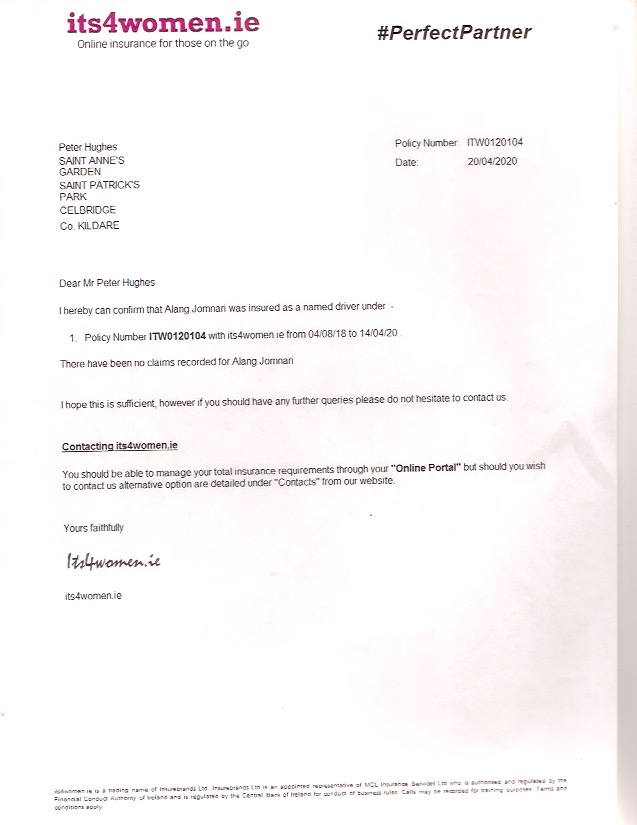 its4women.ie
Online insurance for those on the go
#PerfectPartner
Peter Hughes
SAINT ANNE'S
GARDEN
SAINT PATRICK'S
PARK
CELBRIDGE
Co. KILDARE
Policy Number: ITW0120104
Date: 20/04/2020
Dear Mr Peter Hughes
I hereby can confirm that Alang Jomnari was insured as a named driver under -
1. Policy Number ITW0120104 with its4women.ie from 04/08/18 to 14/04/20
There have been no claims recorded for Alang Jomnari
I hope this is sufficient, however if you should have any further queries please do not hesitate to contact us.
Contacting its4women.ie
You should be able to manage your total insurance requirements through your "Online Portal" but should you wish
to contact us alternative option are detailed under "Contacts" from our website.
Yours faithfully
Its4women.ie
its4women.ie
its4women.ie is a trading name of Insurebrands Ltd. Insurebrands Ltd is an appointed representative of MCL Insurance Services Ltd who is authorised and regulated by the
Financial Conduct Authority of Ireland and is regulated by the Central Bank of Ireland for conduct of business rules. Calls may be recorded for training purposes. Terms and
conditions apply